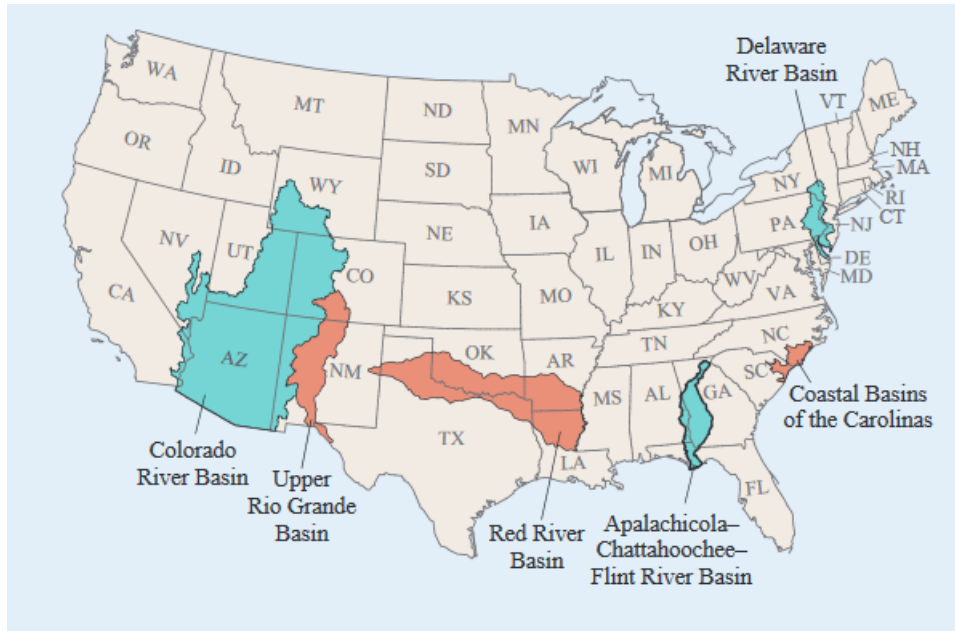 Delaware
River Basin
WA
MT
ND
MN
VT
ME
OR
ID
SD
WI
MI
NY
NH
MA
WY
RI
CT
NV
UT
NE
IA
PA
NJ
IL
IN
OH
CO
DE
MD
CA
KS
MO
WV
VA
KY
AZ
NM
OK
AR
TN
NC
SC
MS
AL
GA
Coastal Basins
of the Carolinas
TX
LA
FL
Colorado
River Basin
Upper
Rio Grande
Basin
Red River
Basin
Apalachicola–
Chattahoochee–
Flint River Basin